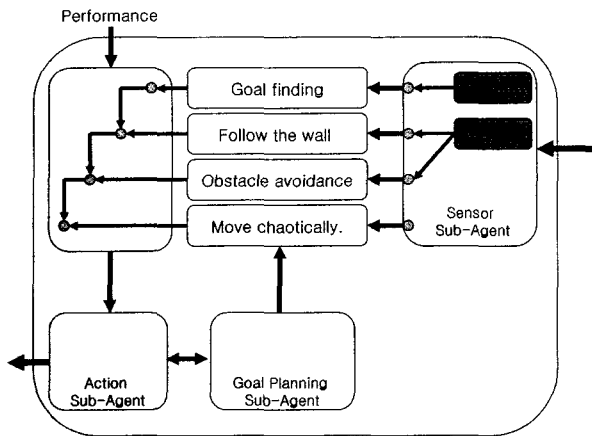 Performance
Goal finding
Follow the wall
Obstacle avoidance
Move chaotically.
Sensor
Sub-Agent
Action
Sub-Agent
Goal Planning
Sub-Agent